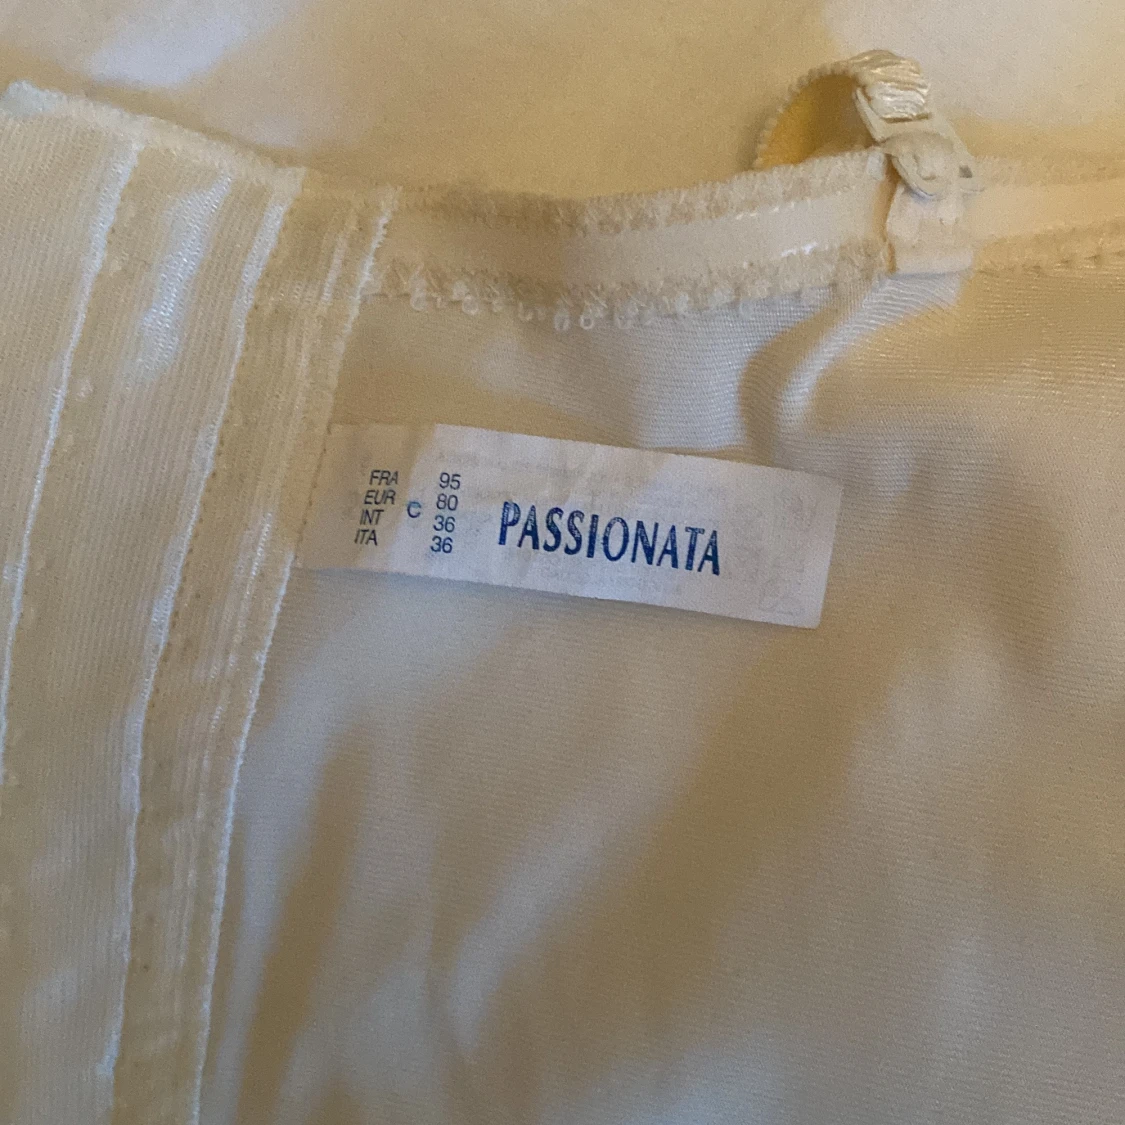 FRA 95
EUR 80
INT C 36
ITA 36
PASSIONATA